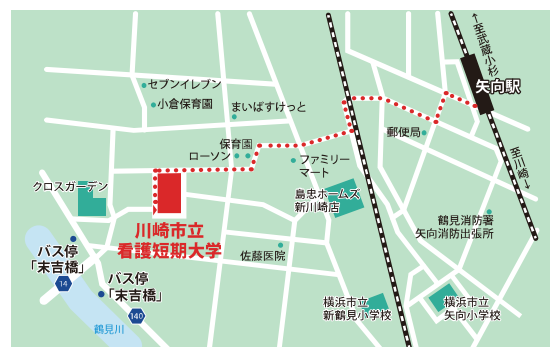 ←至武蔵小杉
矢向駅
セブンイレブン
小倉保育園
まいばすけっと
郵便局
保育園
ローソン
ファミリー
マート
至川崎→
クロスガーデン
島忠ホームズ
新川崎店
川崎市立
看護短期大学
鶴見消防署
矢向消防出張所
佐藤医院
バス停
「末吉橋」
14
バス停
「末吉橋」
140
鶴見川
横浜市立
新鶴見小学校
横浜市立
矢向小学校